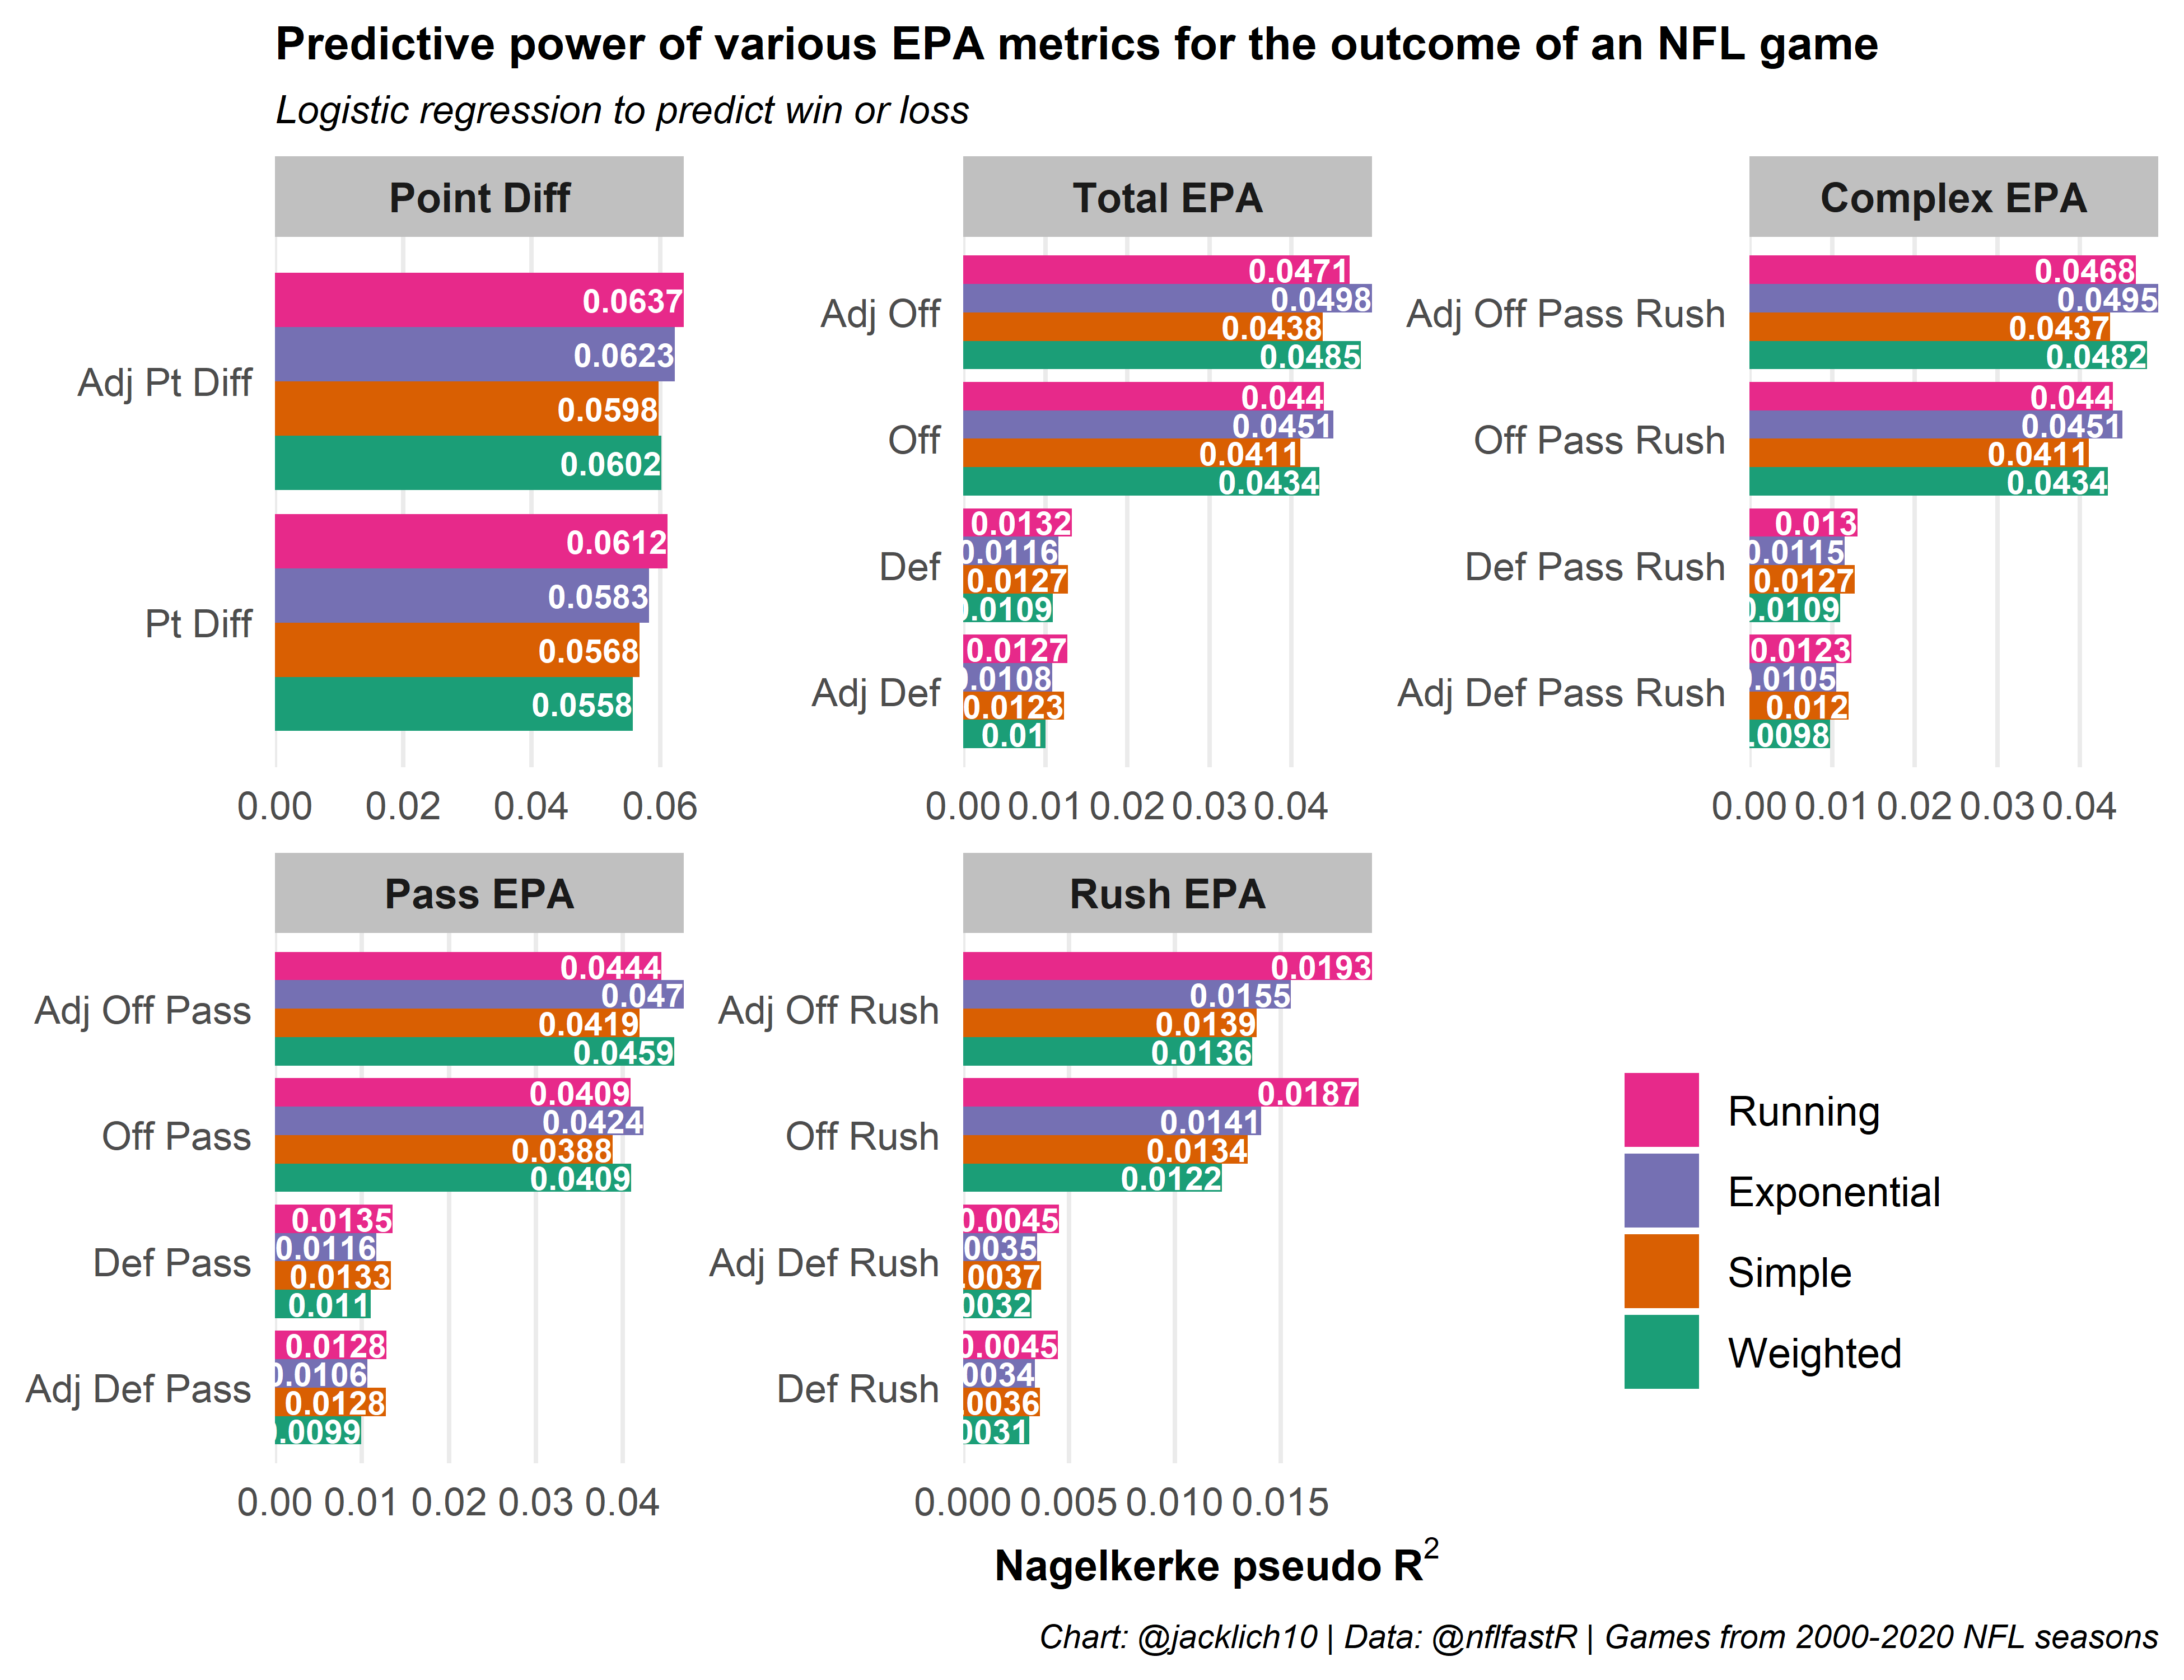 Predictive power of various EPA metrics for the outcome of an NFL game
Logistic regression to predict win or loss
Point Diff
Adj Pt Diff
0.0637
0.0623
0.0598
0.0602
Pt Diff
0.0612
0.0583
0.0568
0.0558
0.00 0.02 0.04 0.06
Total EPA
Adj Off
0.0471
0.0498
0.0438
0.0485
Off
0.044
0.0451
0.0411
0.0434
Def
0.0132
0.0116
0.0127
0.0109
Adj Def
0.0127
0.0108
0.0123
0.01
0.00 0.01 0.02 0.03 0.04
Complex EPA
Adj Off Pass Rush
0.0468
0.0495
0.0437
0.0482
Off Pass Rush
0.044
0.0451
0.0411
0.0434
Def Pass Rush
0.013
0.0115
0.0127
0.0109
Adj Def Pass Rush
0.0123
0.0105
0.012
.0098
0.00 0.01 0.02 0.03 0.04
Pass EPA
Adj Off Pass
0.0444
0.047
0.0419
0.0459
Off Pass
0.0409
0.0424
0.0388
0.0409
Def Pass
0.0135
0.0116
0.0133
0.011
Adj Def Pass
0.0128
0.0106
0.0128
0.0099
0.00 0.01 0.02 0.03 0.04
Rush EPA
Adj Off Rush
0.0193
0.0155
0.0139
0.0136
Off Rush
0.0187
0.0141
0.0134
0.0122
Adj Def Rush
0.0045
0035
.0037
0032
Def Rush
0.0045
0034
.0036
0031
0.000 0.005 0.010 0.015
Running
Exponential
Simple
Weighted
Nagelkerke pseudo R²
Chart: @jacklich10 | Data: @nflfastR | Games from 2000-2020 NFL seasons